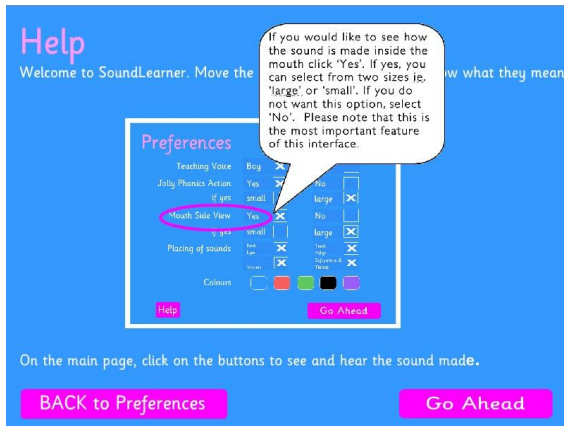 Help
Welcome to SoundLearner. Move the
ow what they mean
If you would like to see how
the sound is made inside the
mouth click ‘Yes’. If yes, you
can select from two sizes ie.
‘large’ or ‘small’. If you do
not want this option, select
‘No’. Please note that this is
the most important feature
of this interface.
Preferences
Teaching Voice Boy
Jolly Phonics Action Yes No
if yes small large
Mouth Side View Yes No
if yes small large
Placing of sounds
Colours
Help Go Ahead
On the main page, click on the buttons to see and hear the sound made.
BACK to Preferences Go Ahead